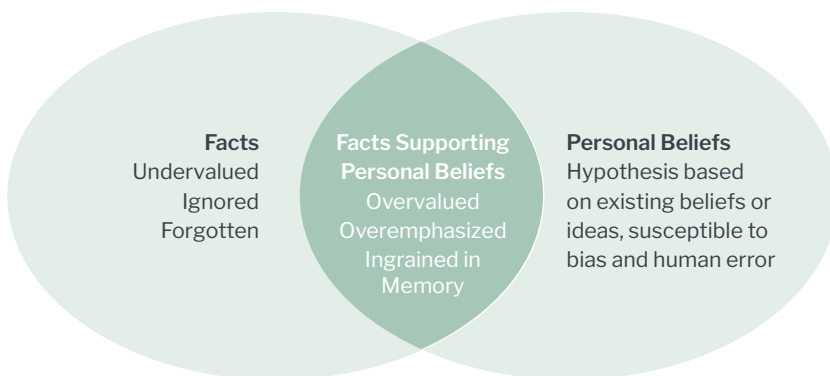 Facts
Undervalued
Ignored
Forgotten
Facts Supporting
Personal Beliefs
Overvalued
Overemphasized
Ingrained in
Memory
Personal Beliefs
Hypothesis based
on existing beliefs or
ideas, susceptible to
bias and human error